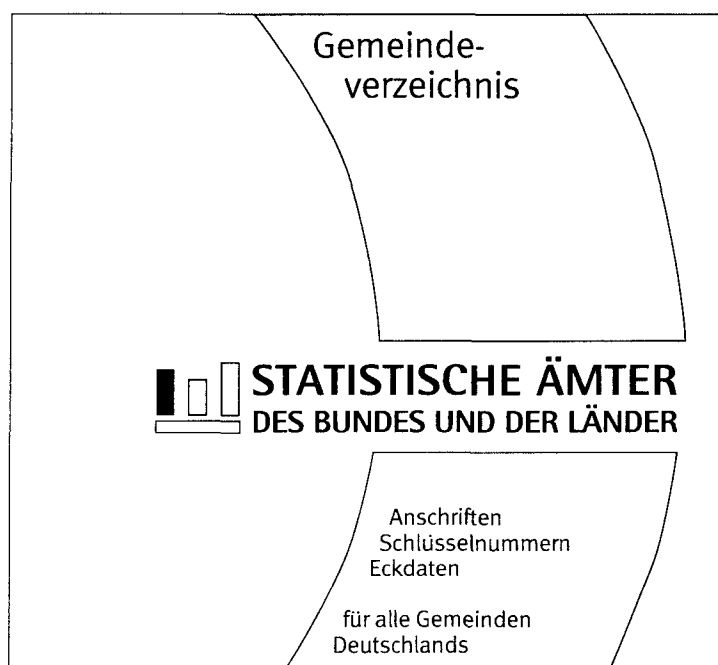 Gemeinde-
verzeichnis
STATISTISCHE ÄMTER
DES BUNDES UND DER LÄNDER
Anschriften
Schlüsselnummern
Eckdaten
für alle Gemeinden
Deutschlands